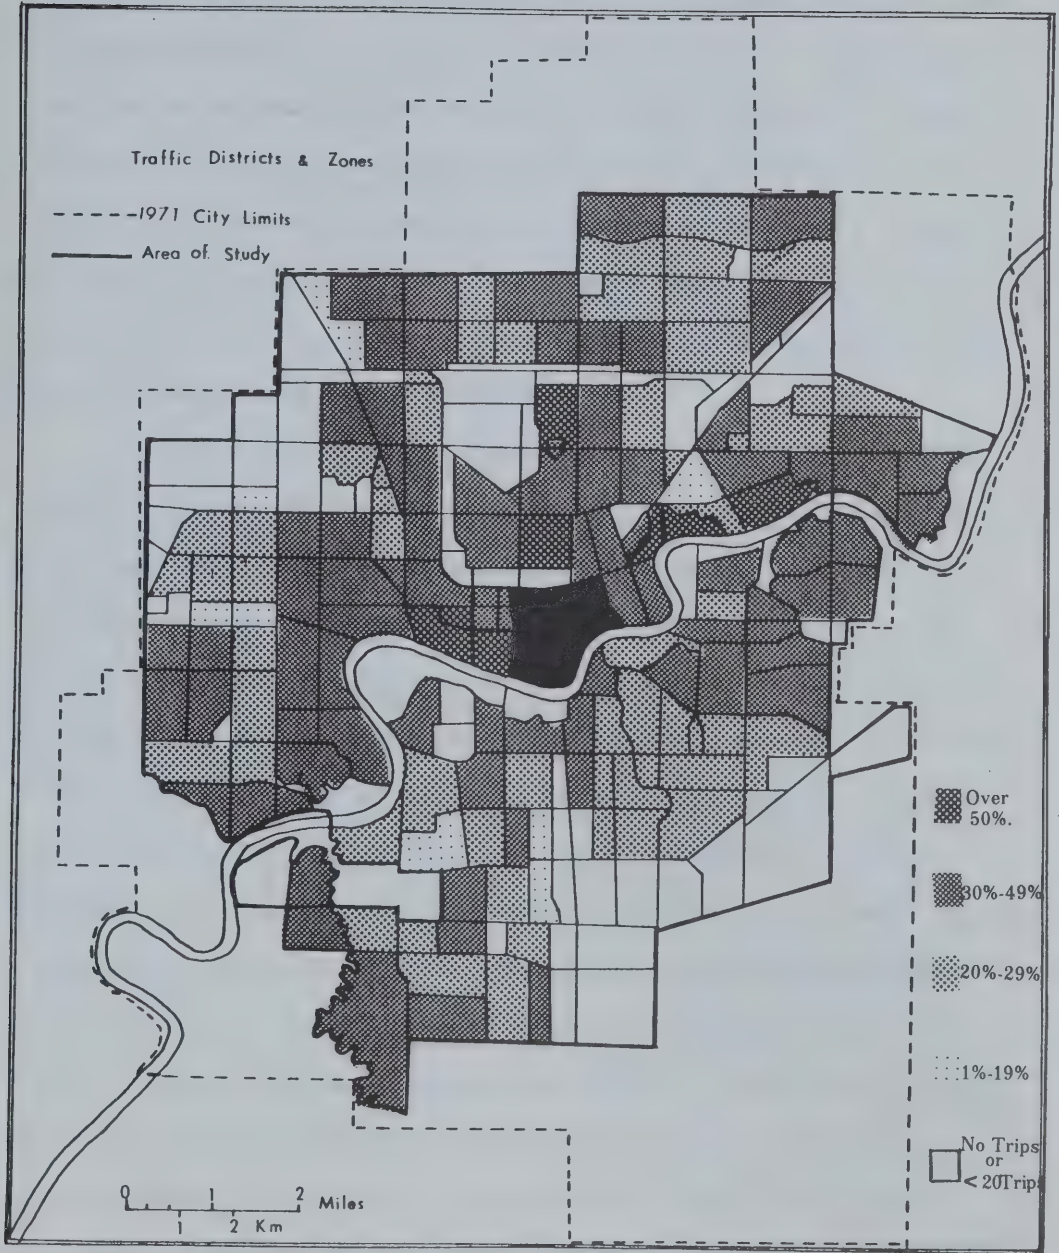 Traffic Districts & Zones
1971 City Limits
Area of. Study
Over
50%.
30%-49%
20%-29%
1%-19%
No Trips
or
< 20Trips
0 1 2 Miles
1 2 Km